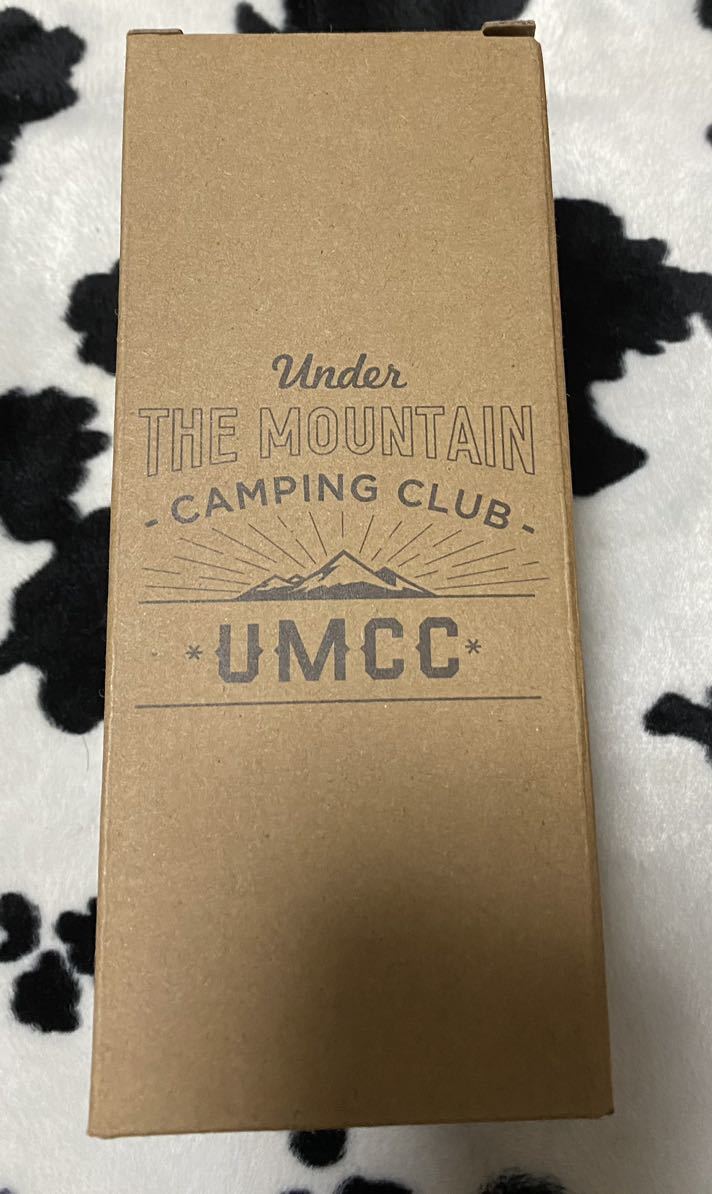 Under
THE MOUNTAIN
- CAMPING CLUB -
*UMCC*